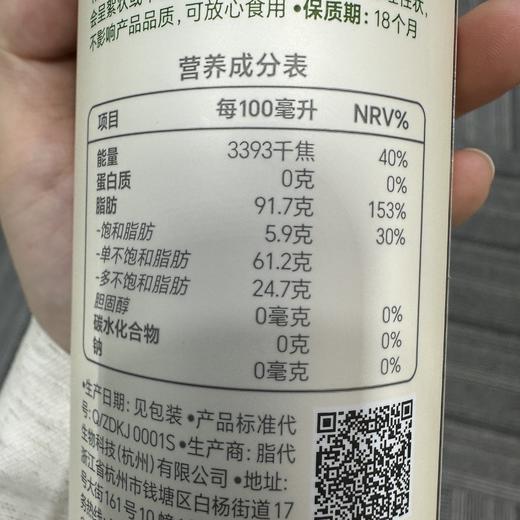 会呈絮状或
性状,
不影响产品品质, 可放心食用 •保质期: 18个月
营养成分表
项目 每100毫升 NRV%
能量 3393千焦 40%
蛋白质 0克 0%
脂肪 91.7克 153%
-饱和脂肪 5.9克 30%
-单不饱和脂肪 61.2克
-多不饱和脂肪 24.7克
胆固醇 0毫克 0%
碳水化合物 0克 0%
钠 0毫克 0%
•生产日期: 见包装 •产品标准代
号: Q/ZDKJ 0001S •生产商: 脂代
生物科技(杭州)有限公司 •地址:
浙江省杭州市钱塘区白杨街道17
号大街161号10幢
务热线